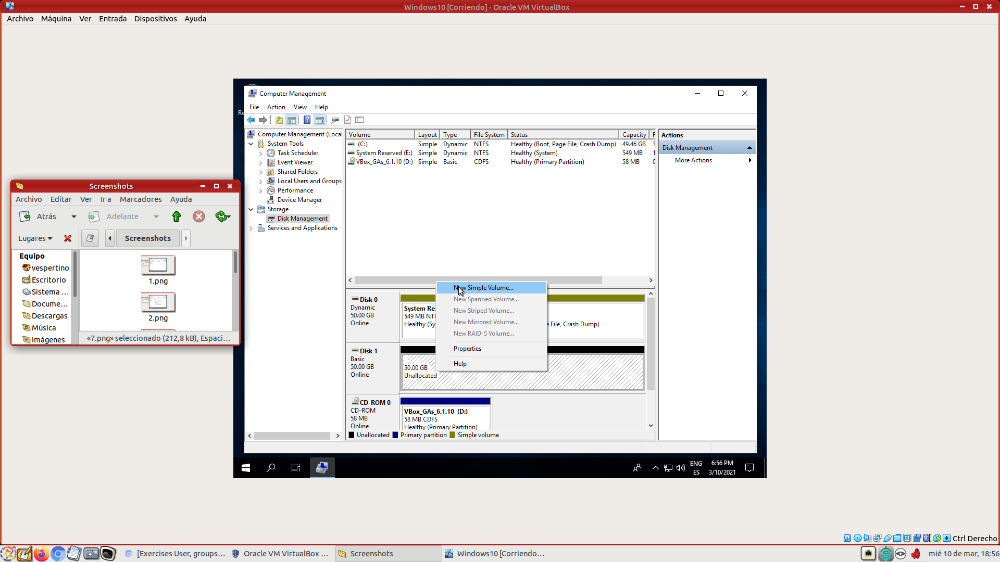 Windows10 [Corriendo] - Oracle VM VirtualBox
Archivo Máquina Ver Entrada Dispositivos Ayuda
Computer Management
File Action View Help
Computer Management (Local
System Tools
Task Scheduler
Event Viewer
Shared Folders
Local Users and Groups
Performance
Device Manager
Storage
Disk Management
Services and Applications
Volume Layout Type File System Status Capacity F
(C:) Simple Dynamic NTFS Healthy (Boot, Page File, Crash Dump) 49.46 GB 3
System Reserved (E:) Simple Dynamic NTFS Healthy (System) 549 MB 1
VBox_GAs_6.1.10 (D:) Simple Basic CDFS Healthy (Primary Partition) 58 MB 0
Actions
Disk Management
More Actions
New Simple Volume...
New Spanned Volume...
New Striped Volume...
New Mirrored Volume...
New RAID-5 Volume...
Properties
Help
Disk 0
Dynamic
50.00 GB
Online
System Re
549 MB NTI
Healthy (Sy
e File, Crash Dump)
Disk 1
Basic
50.00 GB
Online
50.00 GB
Unallocated
CD-ROM 0
CD-ROM
58 MB
Online
VBox_GAs_6.1.10 (D:)
58 MB CDFS
Healthy (Primary Partition)
Unallocated Primary partition Simple volume
Re
ENG
ES
6:56 PM
3/10/2021
Screenshots
Archivo Editar Ver Ir a Marcadores Ayuda
Atrás Adelante
Lugares Screenshots
Equipo
vespertino
Escritorio
Sistema ...
Docume...
Descargas
Música
Imágenes
1.png
2.png
«7.png» seleccionado (212,8 kB), Espaci...
Ctrl Derecho
[Exercises User, groups... Oracle VM VirtualBox ... Screenshots Windows10 [Corriendo... mié 10 de mar, 18:56